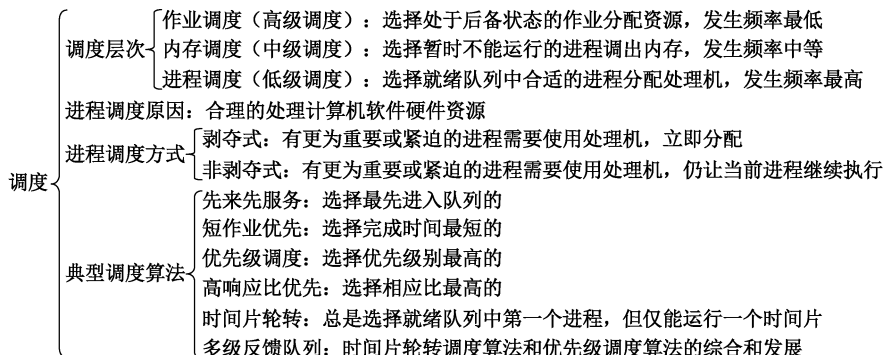 作业调度（高级调度）：选择处于后备状态的作业分配资源，发生频率最低
调度层次
内存调度（中级调度）：选择暂时不能运行的进程调出内存，发生频率中等
进程调度（低级调度）：选择就绪队列中合适的进程分配处理机，发生频率最高
进程调度原因：合理的处理计算机软件硬件资源
剥夺式：有更为重要或紧迫的进程需要使用处理机，立即分配
进程调度方式
非剥夺式：有更为重要或紧迫的进程需要使用处理机，仍让当前进程继续执行
调度
先来先服务：选择最先进入队列的
短作业优先：选择完成时间最短的
优先级调度：选择优先级别最高的
典型调度算法
高响应比优先：选择相应比最高的
时间片轮转：总是选择就绪队列中第一个进程，但仅能运行一个时间片
多级反馈队列：时间片轮转调度算法和优先级调度算法的综合和发展